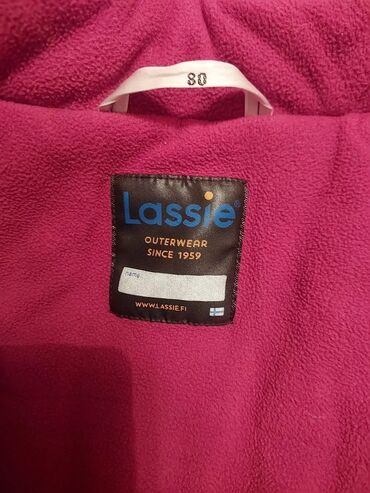 80
Lassie®
OUTERWEAR
SINCE 1959
name:
WWW.LASSIE.FI